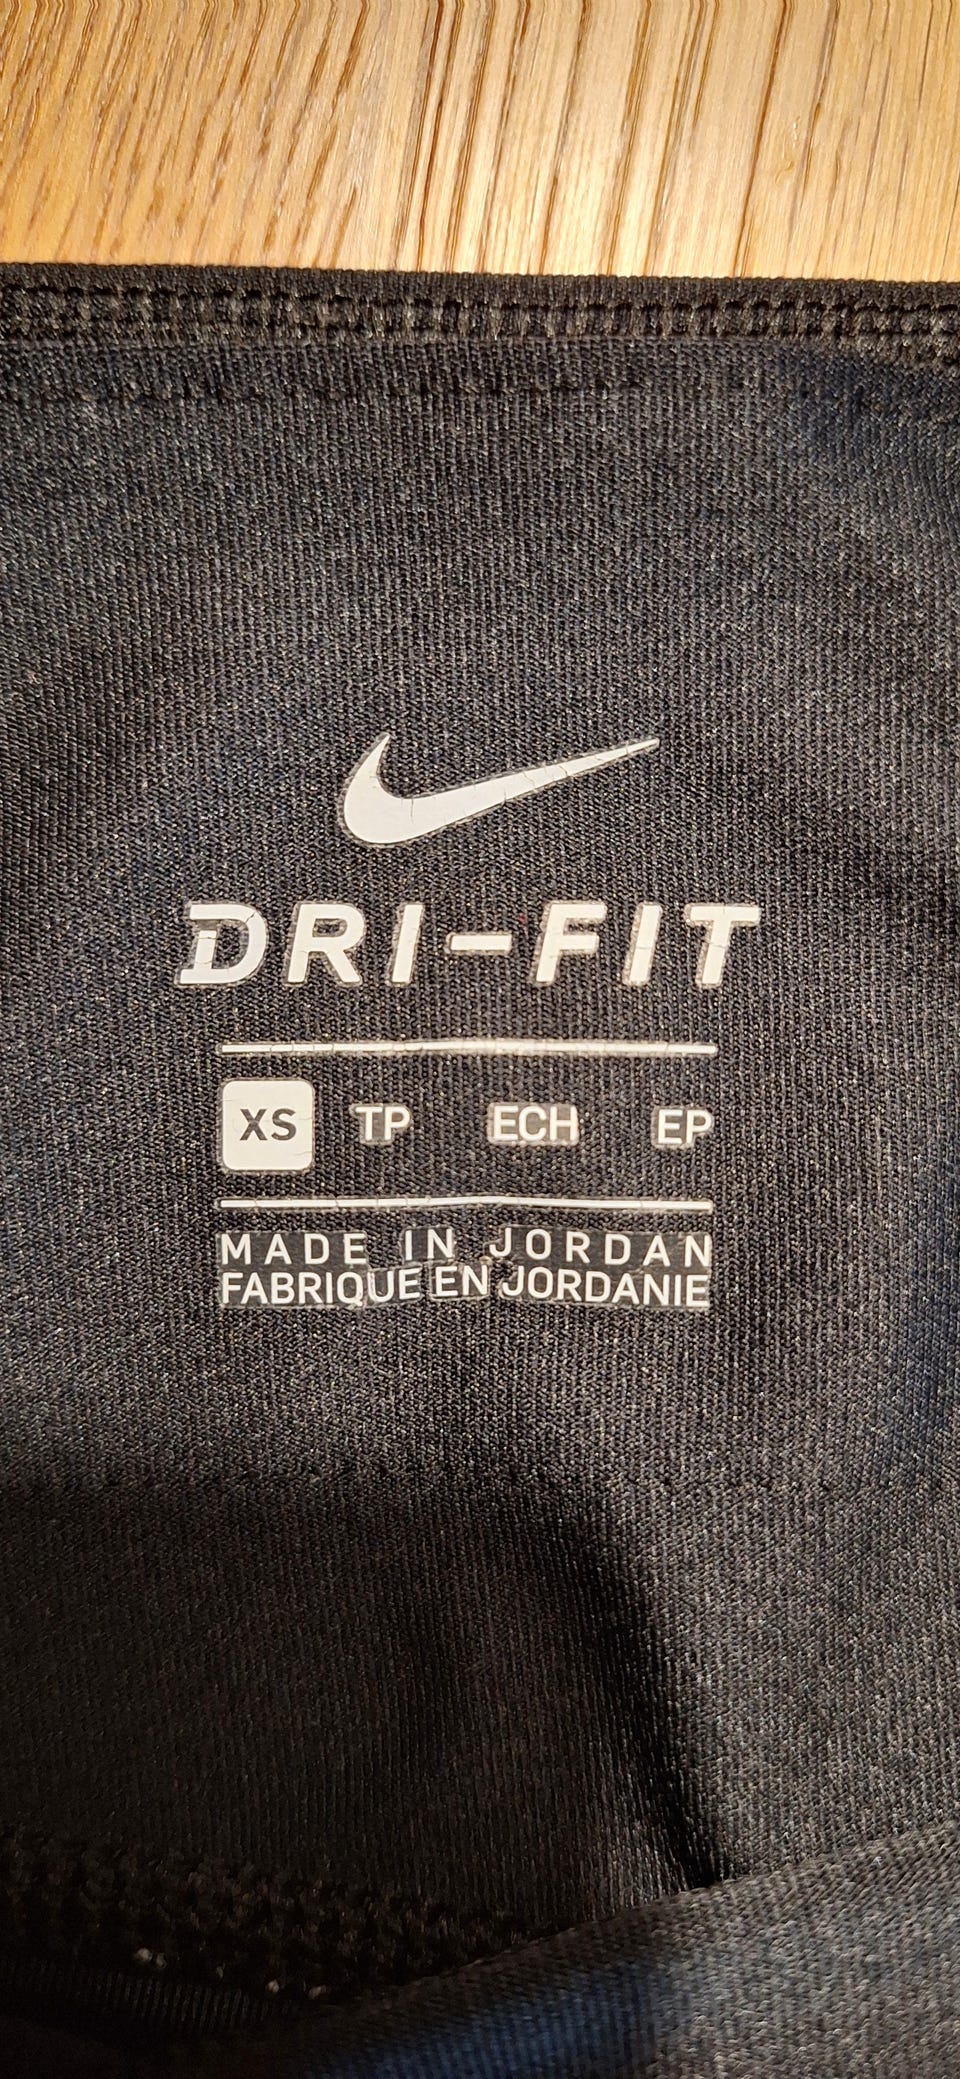 DRI-FIT
XS TP ECH EP
MADE IN JORDAN
FABRIQUE EN JORDANIE